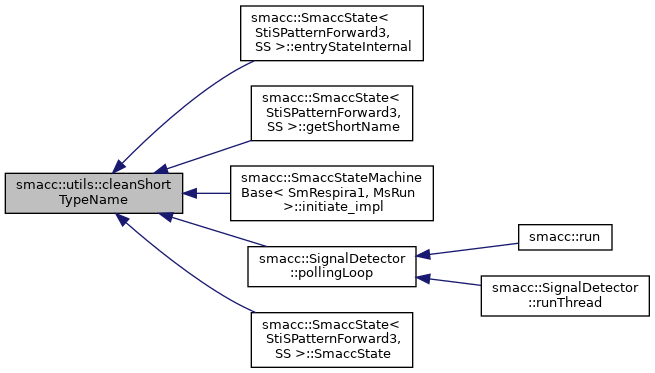 smacc::SmaccState<
StiSPatternForward3,
SS >::entryStateInternal
smacc::SmaccState<
StiSPatternForward3,
SS >::getShortName
smacc::utils::cleanShort
TypeName
smacc::SmaccStateMachine
Base< SmRespira1, MsRun
>::initiate_impl
smacc::SignalDetector
::pollingLoop
smacc::run
smacc::SignalDetector
::runThread
smacc::SmaccState<
StiSPatternForward3,
SS >::SmaccState